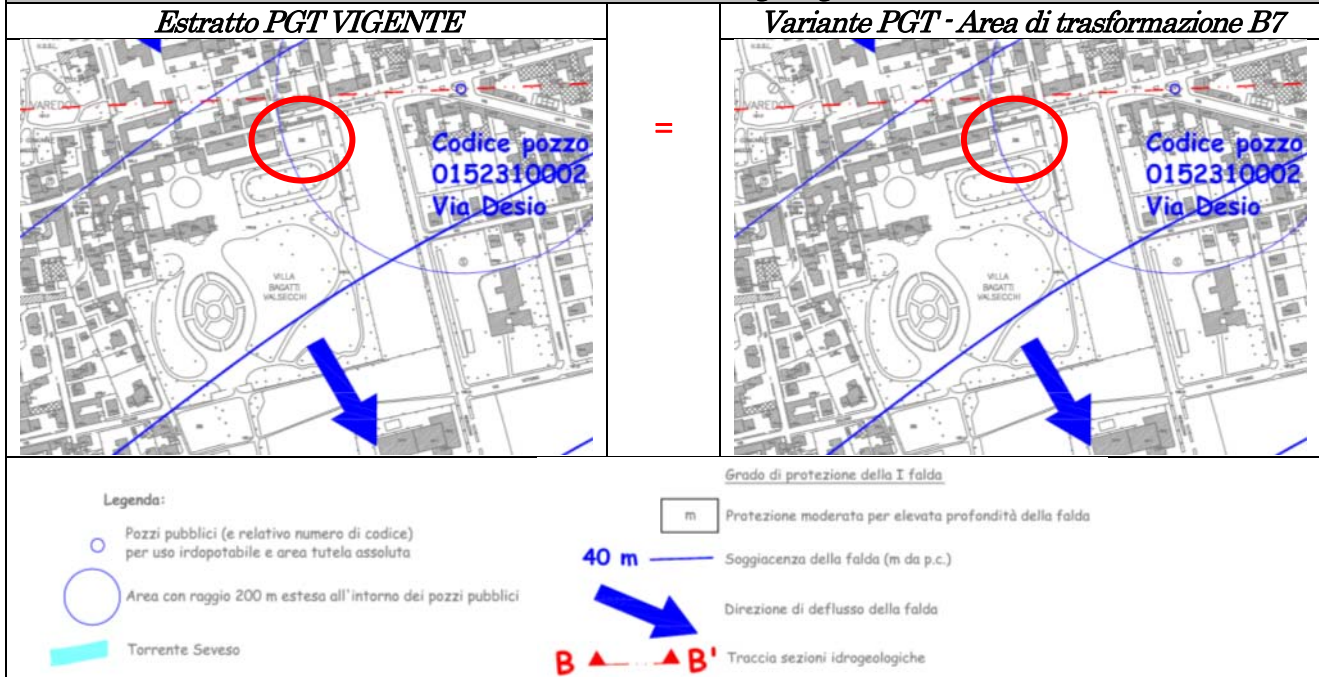 Estratto PGT VIGENTE
=
Variante PGT - Area di trasformazione B7
VAREDO
Codice pozzo
0152310002
Via Desio
VILLA
BAGATTI
VALSECCHI
VAREDO
Codice pozzo
0152310002
Via Desio
VILLA
BAGATTI
VALSECCHI
Legenda:
Pozzi pubblici (e relativo numero di codice)
per uso irdopotabile e area tutela assoluta
Area con raggio 200 m estesa all'intorno dei pozzi pubblici
Torrente Seveso
Grado di protezione della I falda
m
Protezione moderata per elevata profondità della falda
40 m
Soggiacenza della falda (m da p.c.)
Direzione di deflusso della falda
B B' Traccia sezioni idrogeologiche